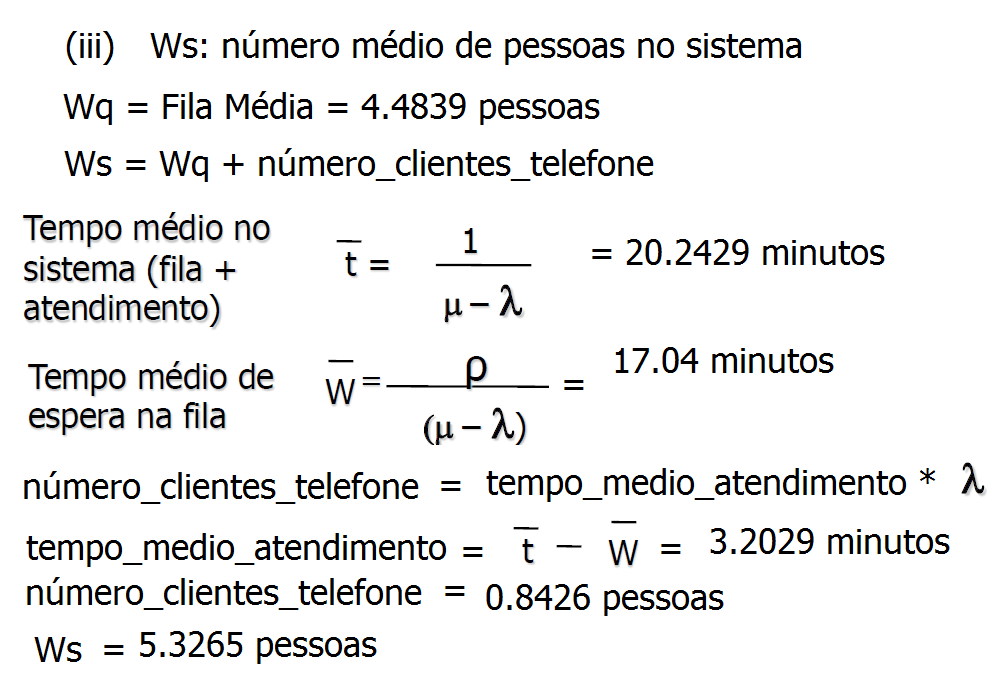 (iii) Ws: número médio de pessoas no sistema
Wq = Fila Média = 4.4839 pessoas
Ws = Wq + número_clientes_telefone
Tempo médio no
sistema (fila +
atendimento)
t̅ = 1 / μ – λ = 20.2429 minutos
Tempo médio de
espera na fila
W̅ = ρ / (μ – λ) = 17.04 minutos
número_clientes_telefone = tempo_medio_atendimento * λ
tempo_medio_atendimento = t̅ – W̅ = 3.2029 minutos
número_clientes_telefone = 0.8426 pessoas
Ws = 5.3265 pessoas